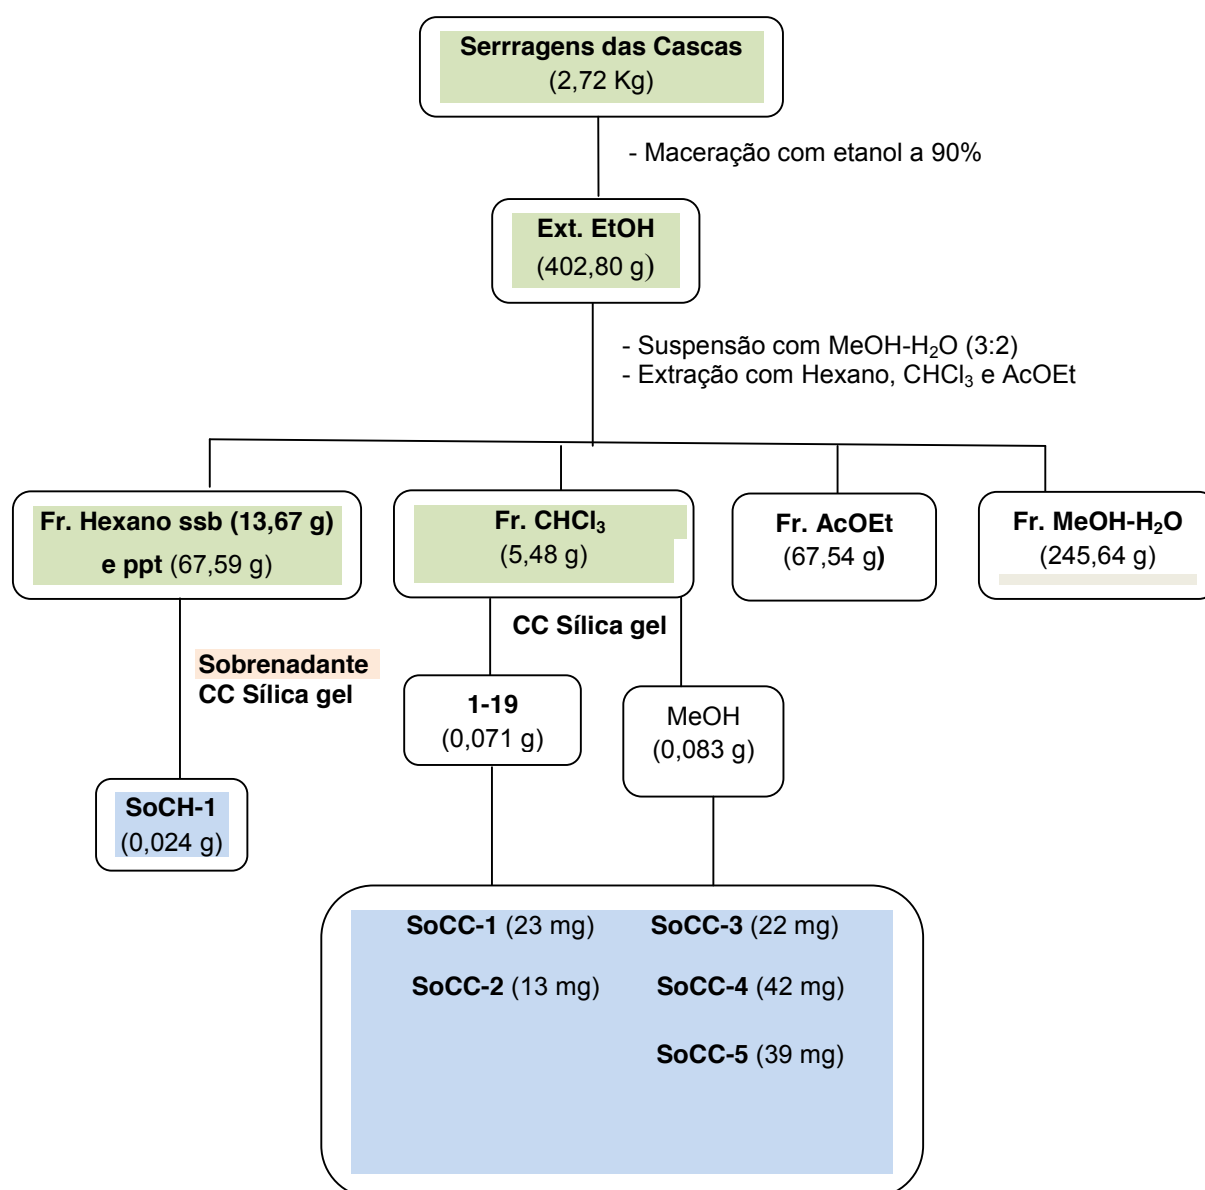 Serrragens das Cascas
(2,72 Kg)
- Maceração com etanol a 90%
Ext. EtOH
(402,80 g)
- Suspensão com MeOH-H₂O (3:2)
- Extração com Hexano, CHCl₃ e AcOEt
Fr. Hexano ssb (13,67 g)
e ppt (67,59 g)
Fr. CHCl₃
(5,48 g)
Fr. AcOEt
(67,54 g)
Fr. MeOH-H₂O
(245,64 g)
CC Sílica gel
Sobrenadante
CC Sílica gel
1-19
(0,071 g)
MeOH
(0,083 g)
SoCH-1
(0,024 g)
SoCC-1 (23 mg) SoCC-3 (22 mg)
SoCC-2 (13 mg) SoCC-4 (42 mg)
SoCC-5 (39 mg)